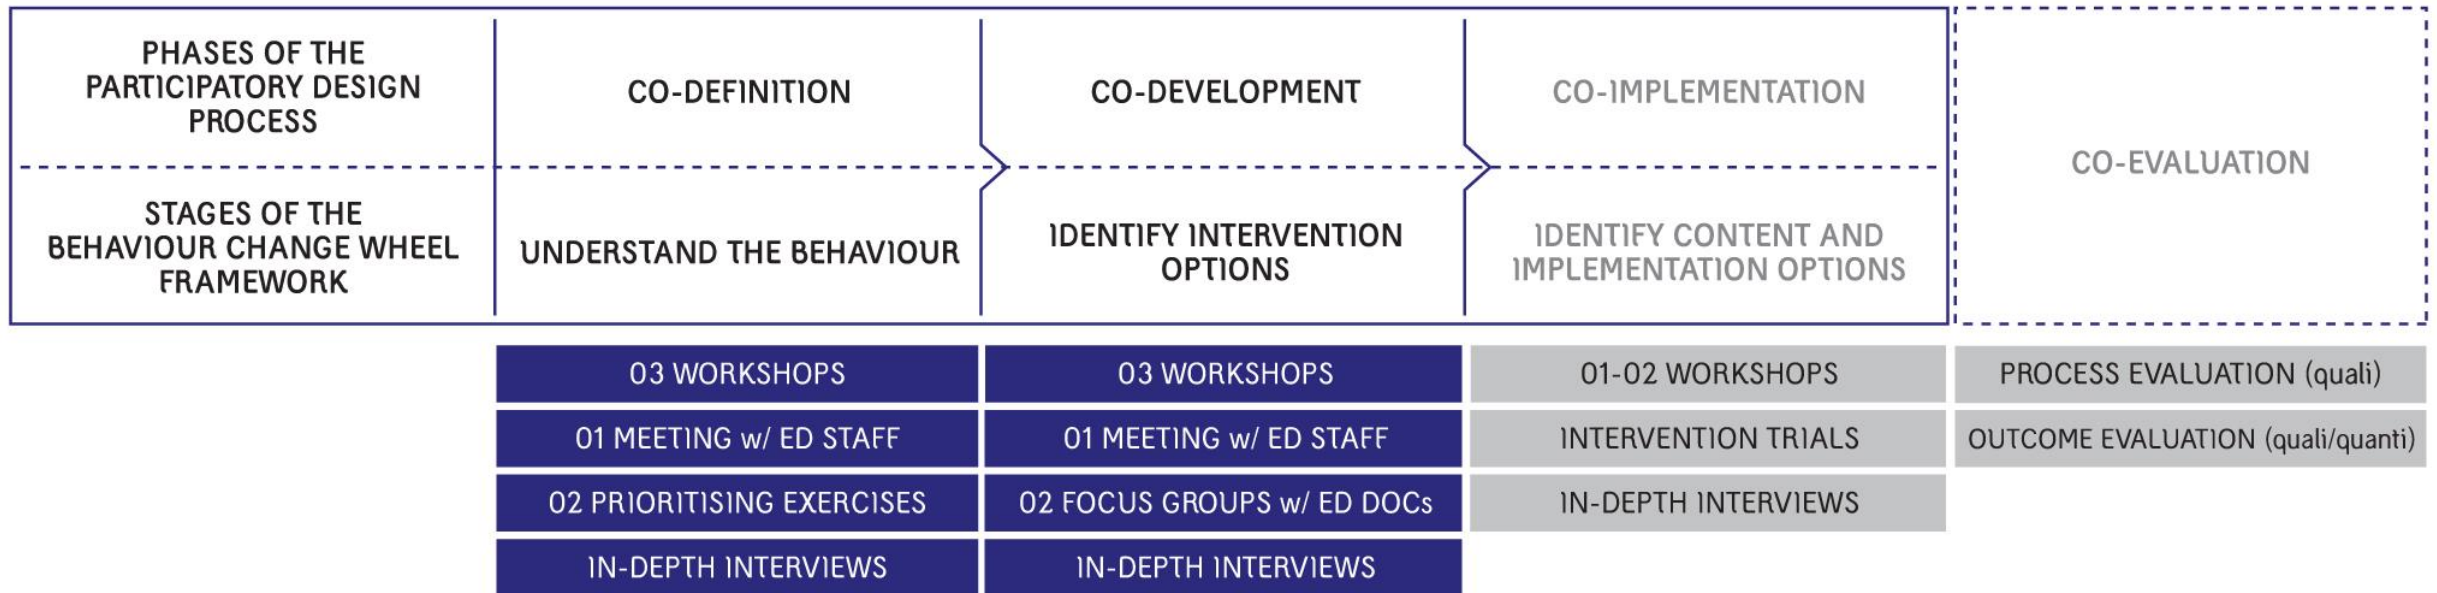 PHASES OF THE
PARTICIPATORY DESIGN
PROCESS
CO-DEFINITION
CO-DEVELOPMENT
CO-IMPLEMENTATION
CO-EVALUATION
STAGES OF THE
BEHAVIOUR CHANGE WHEEL
FRAMEWORK
UNDERSTAND THE BEHAVIOUR
IDENTIFY INTERVENTION
OPTIONS
IDENTIFY CONTENT AND
IMPLEMENTATION OPTIONS
03 WORKSHOPS
03 WORKSHOPS
01-02 WORKSHOPS
PROCESS EVALUATION (quali)
01 MEETING w/ ED STAFF
01 MEETING w/ ED STAFF
INTERVENTION TRIALS
OUTCOME EVALUATION (quali/quanti)
02 PRIORITISING EXERCISES
02 FOCUS GROUPS w/ ED DOCs
IN-DEPTH INTERVIEWS
IN-DEPTH INTERVIEWS
IN-DEPTH INTERVIEWS